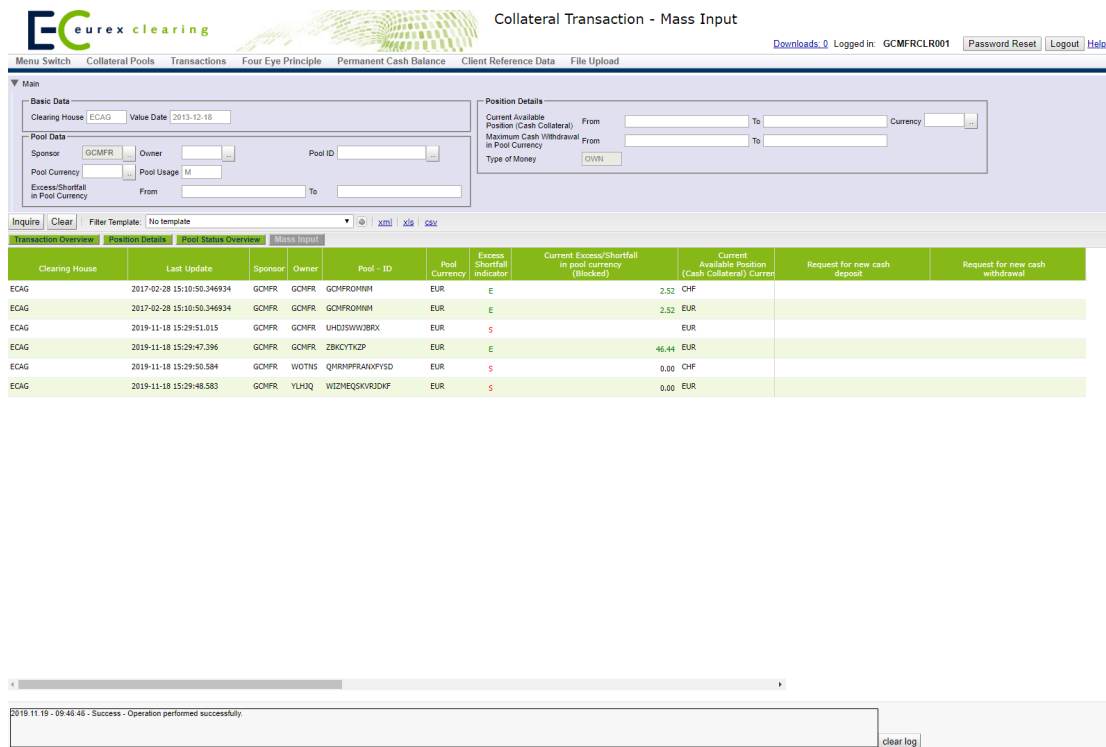 eurex clearing
Collateral Transaction - Mass Input
Downloads: 0 Logged in: GCMFRCLR001 Password Reset Logout Help
Menu Switch Collateral Pools Transactions Four Eye Principle Permanent Cash Balance Client Reference Data File Upload
Main
Basic Data
Clearing House ECAG Value Date 2013-12-18
Pool Data
Sponsor GCMFR .. Owner .. Pool ID ..
Pool Currency .. Pool Usage M
Excess/Shortfall
in Pool Currency From To
Position Details
Current Available
Position (Cash Collateral) From To Currency ..
Maximum Cash Withdrawal
in Pool Currency From To
Type of Money OWN
Inquire Clear Filter Template: No template xml xls csv
Transaction Overview Position Details Pool Status Overview Mass Input
Clearing House Last Update Sponsor Owner Pool - ID Pool Currency Excess Shortfall indicator Current Excess/Shortfall in pool currency (Blocked) Current Available Position (Cash Collateral) Curren Request for new cash deposit Request for new cash withdrawal
ECAG 2017-02-28 15:10:50.346934 GCMFR GCMFR GCMFROMNM EUR E 2.52 CHF
ECAG 2017-02-28 15:10:50.346934 GCMFR GCMFR GCMFROMNM EUR E 2.52 EUR
ECAG 2019-11-18 15:29:51.015 GCMFR GCMFR UHDJSWWJBRX EUR S EUR
ECAG 2019-11-18 15:29:47.396 GCMFR GCMFR ZBKCYTKZP EUR E 46.44 EUR
ECAG 2019-11-18 15:29:50.584 GCMFR WOTNS QMRMPFRANXFYSD EUR S 0.00 CHF
ECAG 2019-11-18 15:29:48.583 GCMFR YLHJQ WIZMEQSKVRJDKF EUR S 0.00 EUR
2019.11.19 - 09:46:46 - Success - Operation performed successfully.
clear log